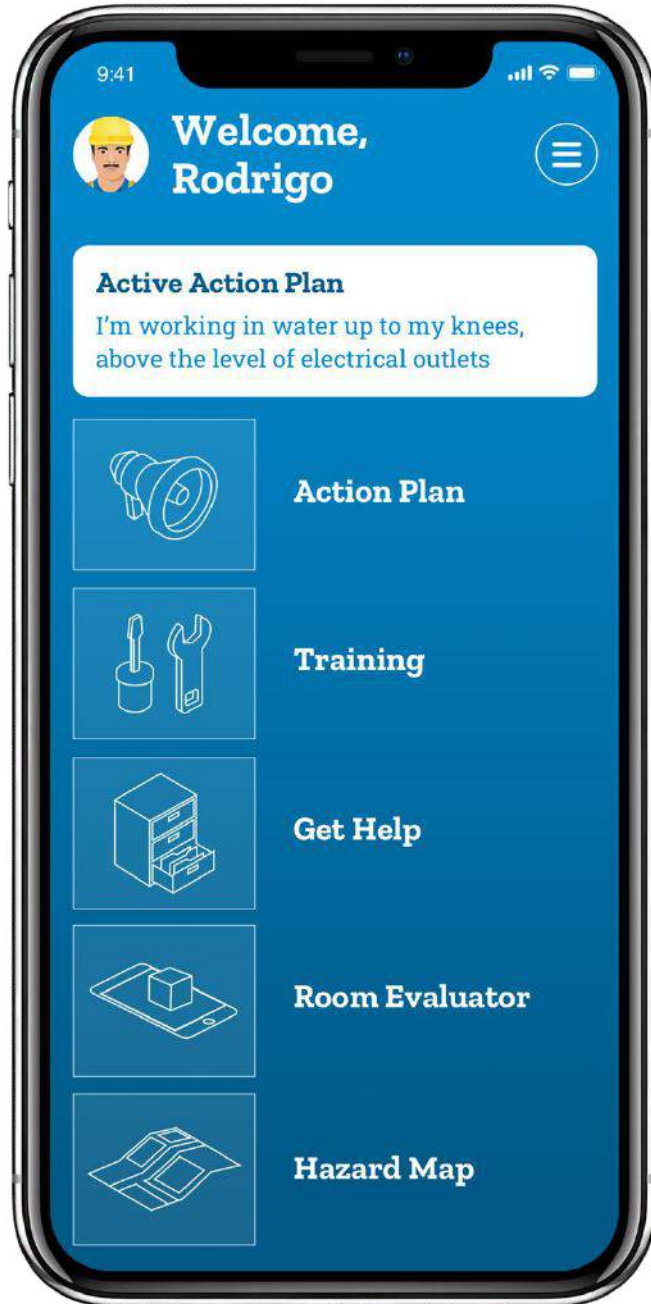 9:41
Welcome,
Rodrigo
Active Action Plan
I'm working in water up to my knees,
above the level of electrical outlets
Action Plan
Training
Get Help
Room Evaluator
Hazard Map